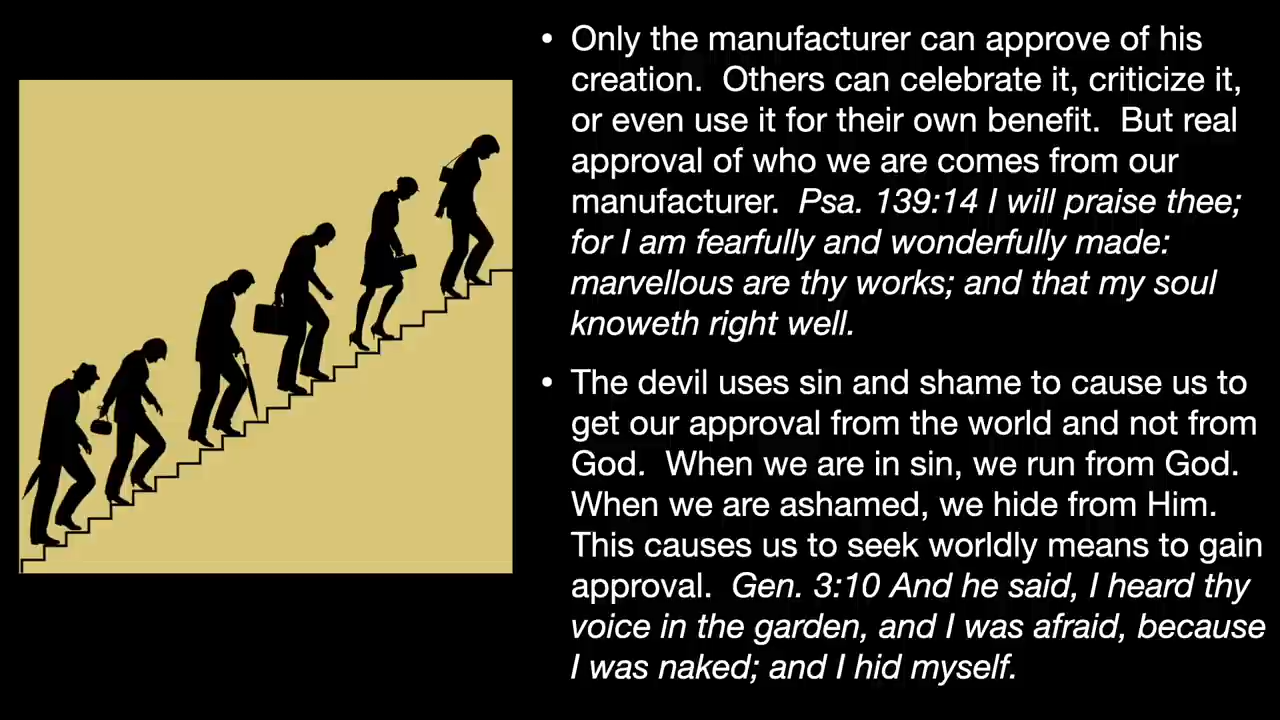 • Only the manufacturer can approve of his
creation.  Others can celebrate it, criticize it,
or even use it for their own benefit.  But real
approval of who we are comes from our
manufacturer.  Psa. 139:14 I will praise thee;
for I am fearfully and wonderfully made:
marvellous are thy works; and that my soul
knoweth right well.
• The devil uses sin and shame to cause us to
get our approval from the world and not from
God.  When we are in sin, we run from God.
When we are ashamed, we hide from Him.
This causes us to seek worldly means to gain
approval.  Gen. 3:10 And he said, I heard thy
voice in the garden, and I was afraid, because
I was naked; and I hid myself.